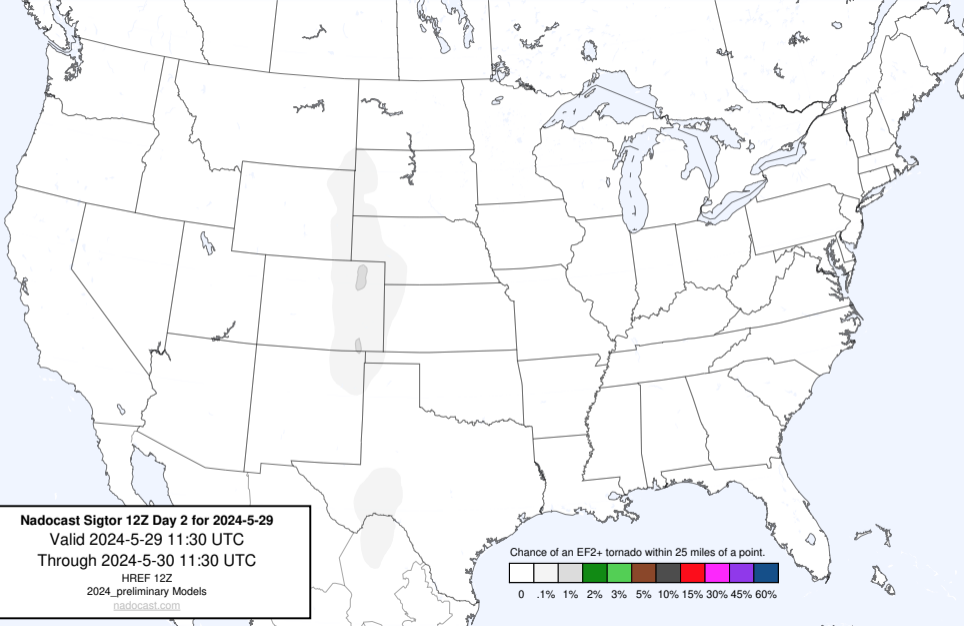 Nadocast Sigtor 12Z Day 2 for 2024-5-29
Valid 2024-5-29 11:30 UTC
Through 2024-5-30 11:30 UTC
HREF 12Z
2024_preliminary Models
nadocast.com
Chance of an EF2+ tornado within 25 miles of a point.
0 .1% 1% 2% 3% 5% 10% 15% 30% 45% 60%